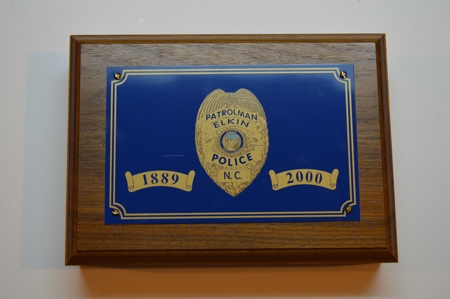 PATROLMAN
ELKIN
POLICE
N.C.
1889
2000